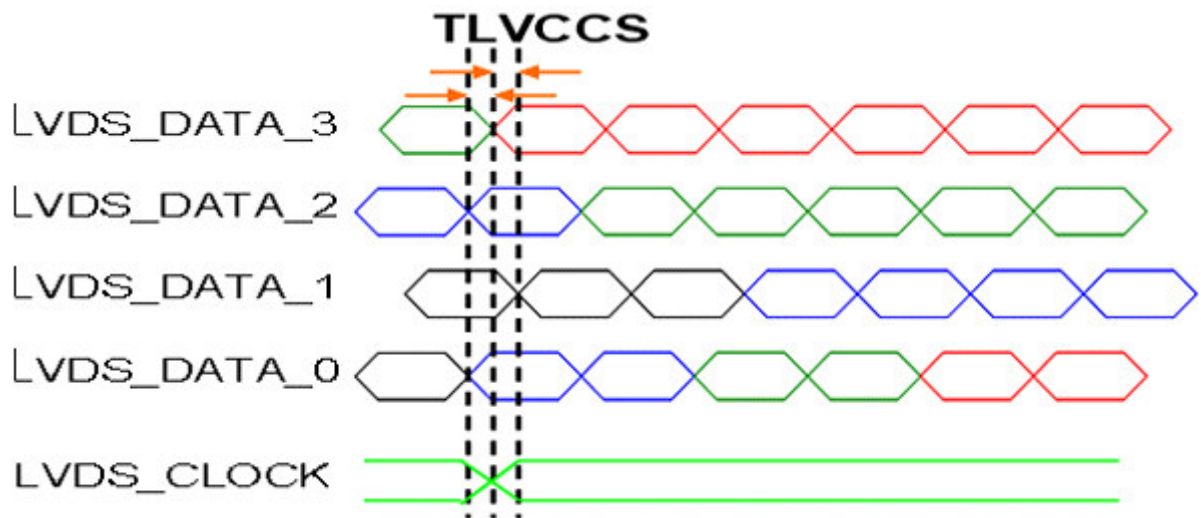 TLVCCS
LVDS_DATA_3
LVDS_DATA_2
LVDS_DATA_1
LVDS_DATA_0
LVDS_CLOCK